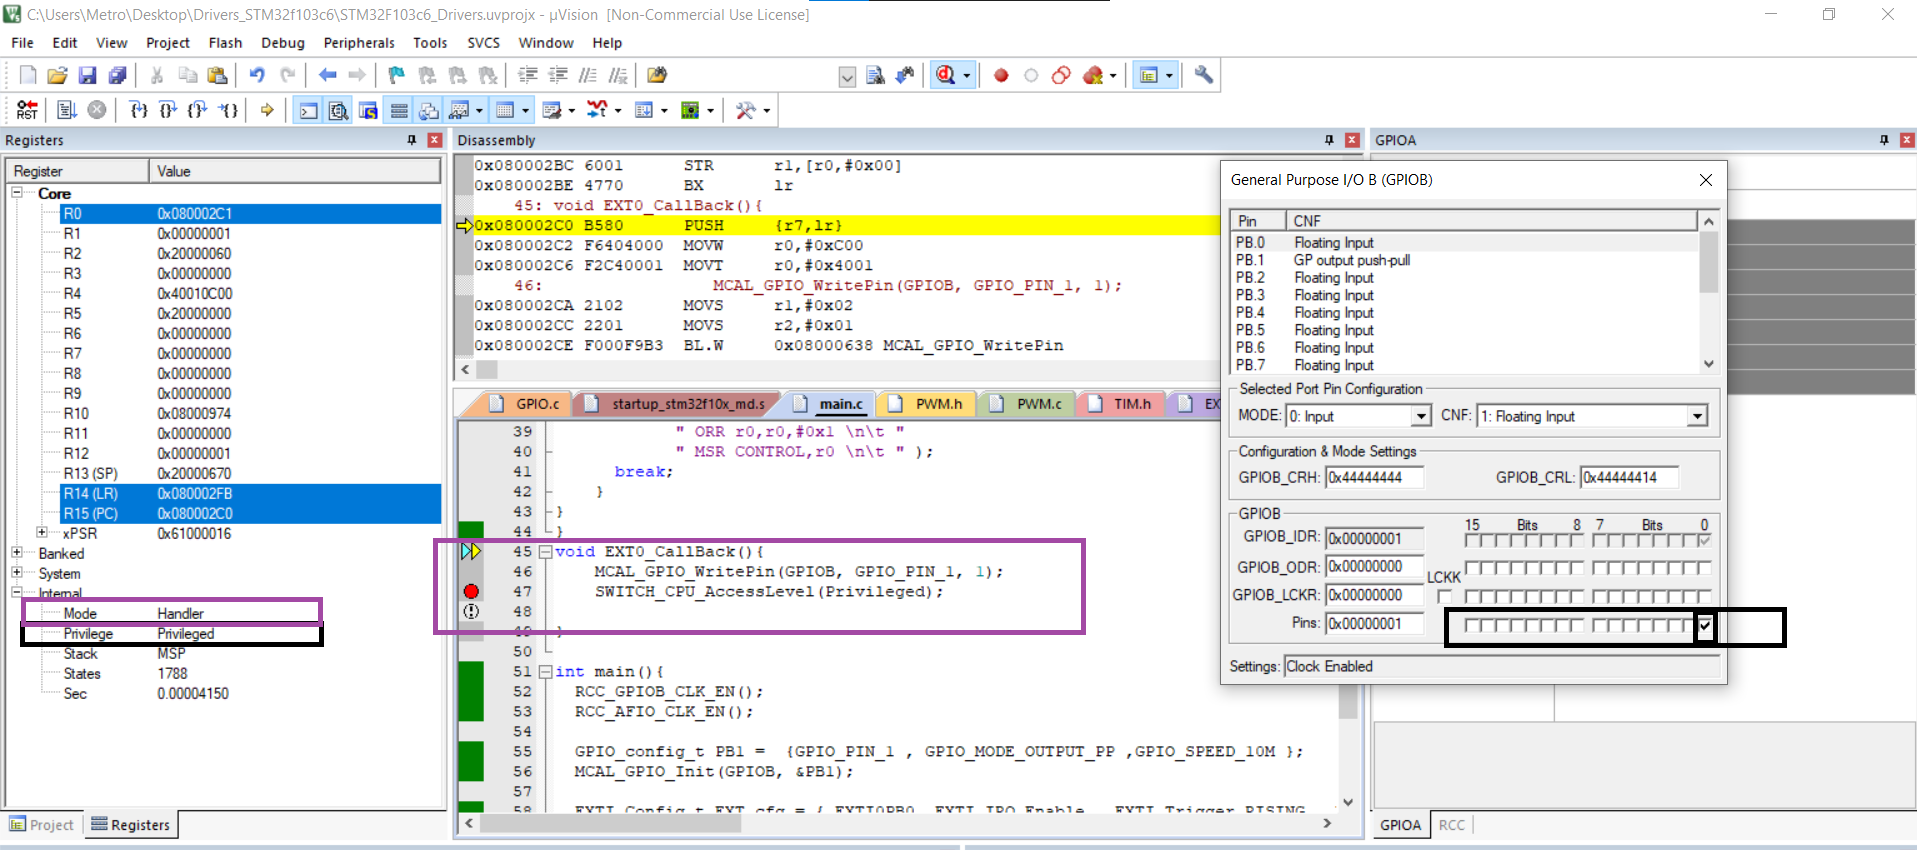 C:\Users\Metro\Desktop\Drivers_STM32f103c6\STM32F103c6_Drivers.uvprojx - µVision [Non-Commercial Use License]
File Edit View Project Flash Debug Peripherals Tools SVCS Window Help
RST
Registers
Register Value
Core
R0 0x080002C1
R1 0x00000001
R2 0x20000060
R3 0x00000000
R4 0x40010C00
R5 0x20000000
R6 0x00000000
R7 0x00000000
R8 0x00000000
R9 0x00000000
R10 0x08000974
R11 0x00000000
R12 0x00000001
R13 (SP) 0x20000670
R14 (LR) 0x080002FB
R15 (PC) 0x080002C0
xPSR 0x61000016
Banked
System
Internal
Mode Handler
Privilege Privileged
Stack MSP
States 1788
Sec 0.00004150
Project Registers
Disassembly
0x080002BC 6001 STR r1,[r0,#0x00]
0x080002BE 4770 BX lr
45: void EXT0_CallBack(){
0x080002C0 B580 PUSH {r7,lr}
0x080002C2 F6404000 MOVW r0,#0xC00
0x080002C6 F2C40001 MOVT r0,#0x4001
46: MCAL_GPIO_WritePin(GPIOB, GPIO_PIN_1, 1);
0x080002CA 2102 MOVS r1,#0x02
0x080002CC 2201 MOVS r2,#0x01
0x080002CE F000F9B3 BL.W 0x08000638 MCAL_GPIO_WritePin
GPIO.c startup_stm32f10x_md.s main.c PWM.h PWM.c TIM.h EX
39 " ORR r0,r0,#0x1 \n\t "
40 " MSR CONTROL,r0 \n\t " );
41 break;
42 }
43 }
44 }
45 void EXT0_CallBack(){
46 MCAL_GPIO_WritePin(GPIOB, GPIO_PIN_1, 1);
47 SWITCH_CPU_AccessLevel(Privileged);
48
49 }
50
51 int main(){
52 RCC_GPIOB_CLK_EN();
53 RCC_AFIO_CLK_EN();
54
55 GPIO_config_t PB1 = {GPIO_PIN_1 , GPIO_MODE_OUTPUT_PP ,GPIO_SPEED_10M };
56 MCAL_GPIO_Init(GPIOB, &PB1);
57
58 EXTI_Config_t EXT_cfg = { EXTI0PB0, EXTI_IRQ_Enable , EXTI_Trigger_RISING
GPIOA
General Purpose I/O B (GPIOB)
Pin CNF
PB.0 Floating Input
PB.1 GP output push-pull
PB.2 Floating Input
PB.3 Floating Input
PB.4 Floating Input
PB.5 Floating Input
PB.6 Floating Input
PB.7 Floating Input
Selected Port Pin Configuration
MODE: 0: Input CNF: 1: Floating Input
Configuration & Mode Settings
GPIOB_CRH: 0x44444444 GPIOB_CRL: 0x44444414
GPIOB
15 Bits 8 7 Bits 0
GPIOB_IDR: 0x00000001
GPIOB_ODR: 0x00000000
LCKK
GPIOB_LCKR: 0x00000000
Pins: 0x00000001
Settings: Clock Enabled
GPIOA RCC